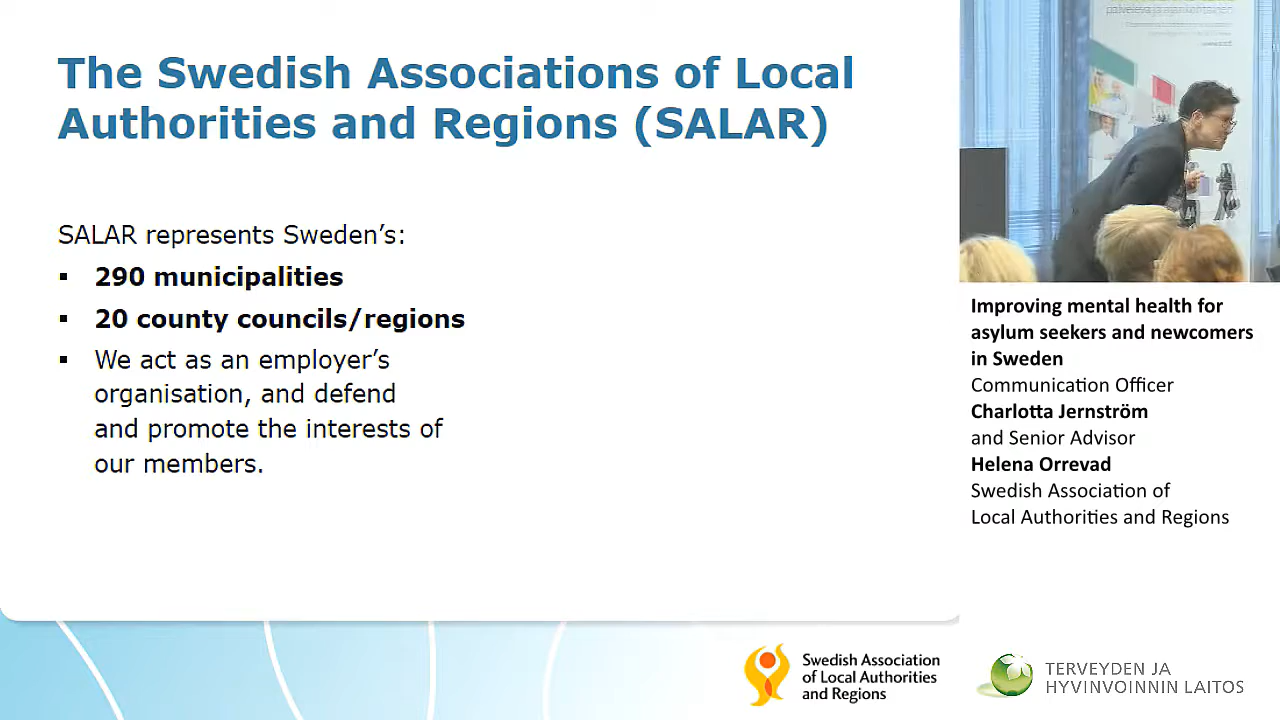 The Swedish Associations of Local
Authorities and Regions (SALAR)
SALAR represents Sweden’s:
▪ 290 municipalities
▪ 20 county councils/regions
▪ We act as an employer’s
organisation, and defend
and promote the interests of
our members.
Improving mental health for
asylum seekers and newcomers
in Sweden
Communication Officer
Charlotta Jernström
and Senior Advisor
Helena Orrevad
Swedish Association of
Local Authorities and Regions
Swedish Association
of Local Authorities
and Regions
TERVEYDEN JA
HYVINVOINNIN LAITOS